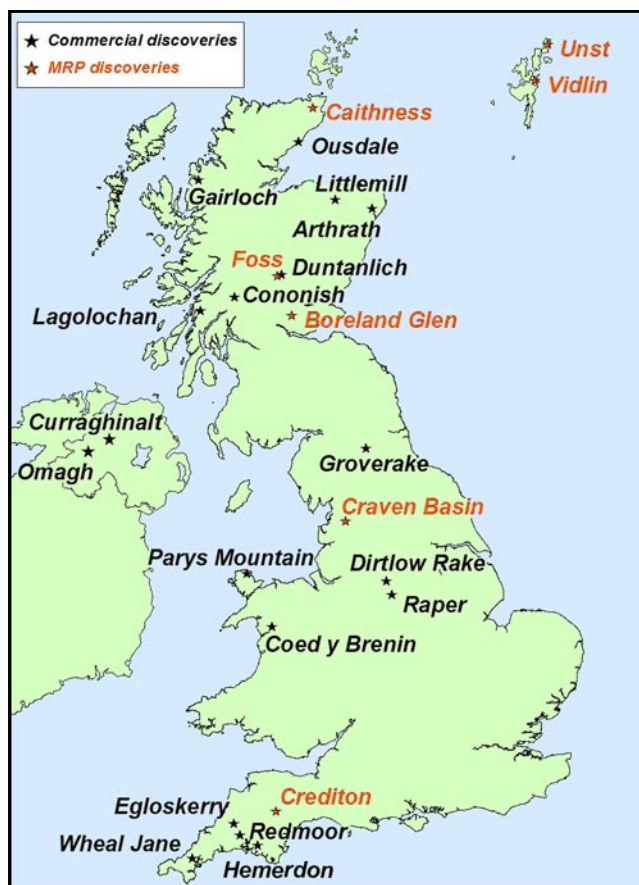 Commercial discoveries
MRP discoveries
Unst
Vidlin
Caithness
Ousdale
Gairloch
Littlemill
Arthrath
Foss
Duntanlich
Cononish
Lagolochan
Boreland Glen
Curraghinalt
Omagh
Groverake
Craven Basin
Parys Mountain
Dirtlow Rake
Raper
Coed y Brenin
Crediton
Egloskerry
Redmoor
Wheal Jane
Hemerdon